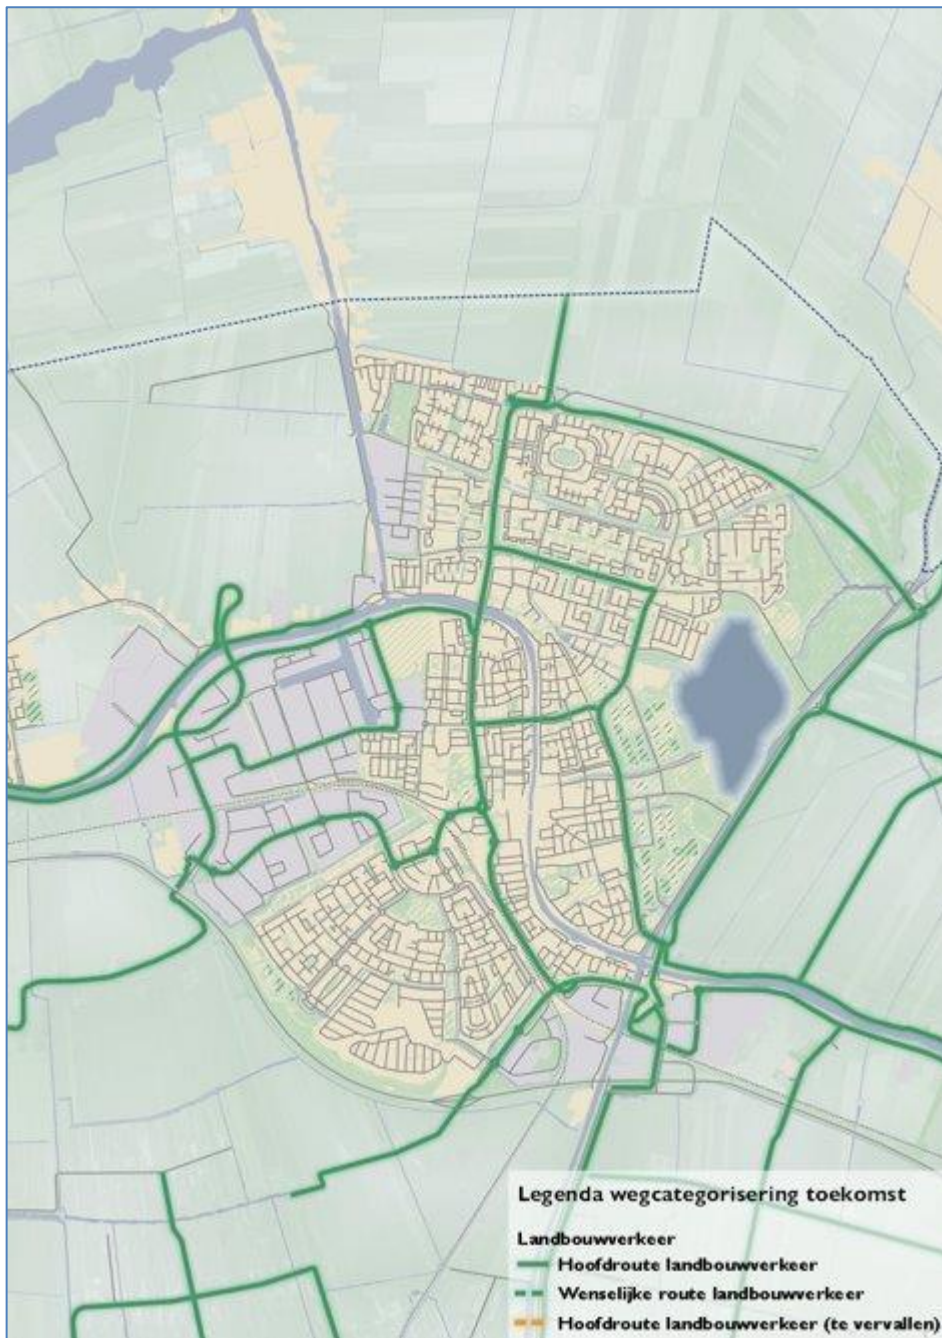 Legenda wegcategorisering toekomst
Landbouwverkeer
Hoofdroute landbouwverkeer
Wenselijke route landbouwverkeer
Hoofdroute landbouwverkeer (te vervallen)